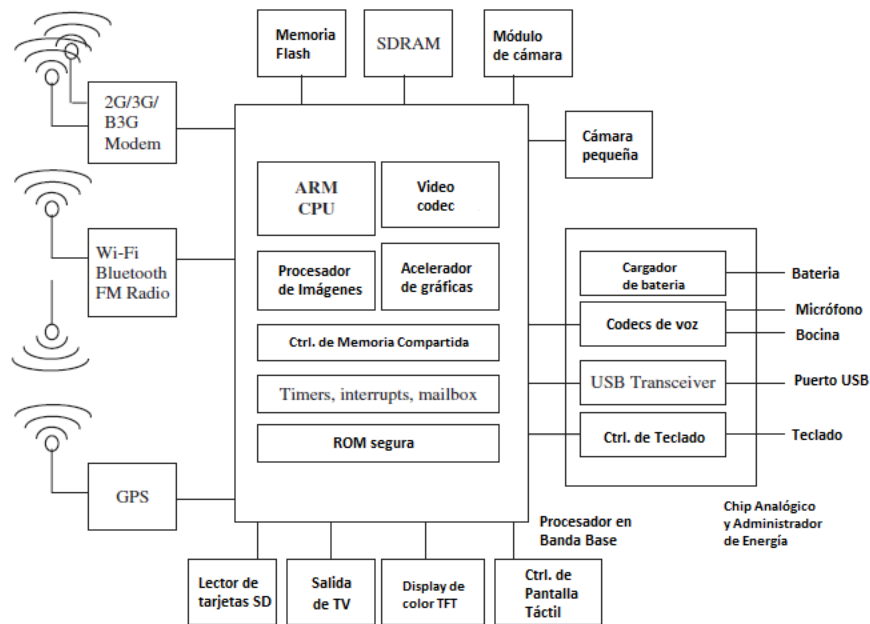 Memoria
Flash
SDRAM
Módulo
de cámara
2G/3G/
B3G
Modem
Cámara
pequeña
ARM
CPU
Video
codec
Wi-Fi
Bluetooth
FM Radio
Procesador
de Imágenes
Acelerador
de gráficas
Cargador
de bateria
Bateria
Codecs de voz
Micrófono
Bocina
Ctrl. de Memoria Compartida
Timers, interrupts, mailbox
USB Transceiver
Puerto USB
ROM segura
Ctrl. de Teclado
Teclado
GPS
Procesador en
Banda Base
Chip Analógico
y Administrador
de Energía
Lector de
tarjetas SD
Salida
de TV
Display de
color TFT
Ctrl. de
Pantalla
Táctil